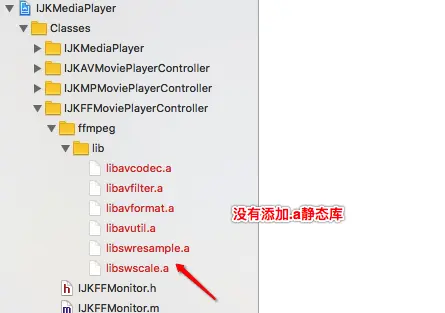 IJKMediaPlayer
Classes
IJKMediaPlayer
IJKAVMoviePlayerController
IJKMPMoviePlayerController
IJKFFMoviePlayerController
ffmpeg
lib
libavcodec.a
libavfilter.a
libavformat.a
没有添加.a静态库
libavutil.a
libswresample.a
libswscale.a
h IJKFFMonitor.h
m IJKFFMonitor.m